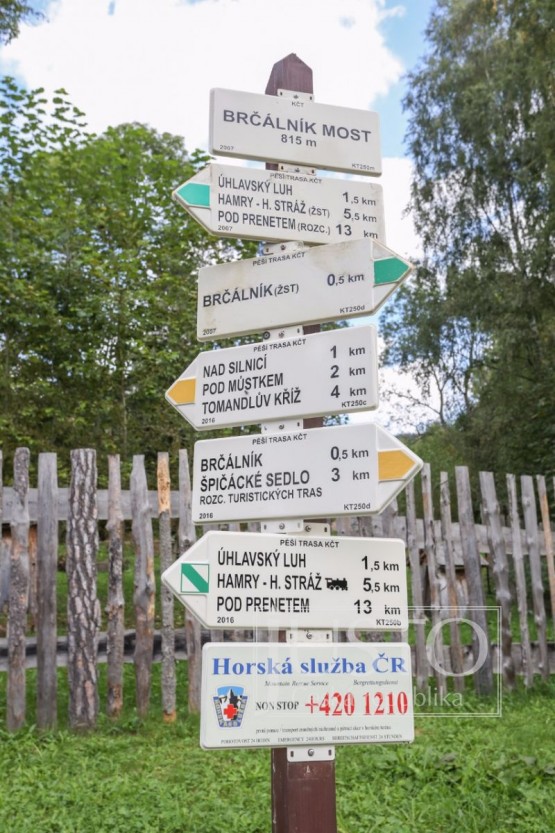 KČT
BRČÁLNÍK MOST
815 m
2007 KT250m
PĚŠÍ TRASA KČT
ÚHLAVSKÝ LUH 1,5 km
HAMRY - H. STRÁŽ (ŽST) 5,5 km
POD PRENETEM (ROZC.) 13 km
2007
PĚŠÍ TRASA KČT
BRČÁLNÍK (ŽST) 0,5 km
2007 KT250d
PĚŠÍ TRASA KČT
NAD SILNICÍ 1 km
POD MŮSTKEM 2 km
TOMANDLŮV KŘÍŽ 4 km
2016 KT250c
PĚŠÍ TRASA KČT
BRČÁLNÍK 0,5 km
ŠPIČÁCKÉ SEDLO 3 km
ROZC. TURISTICKÝCH TRAS
2016 KT250d
PĚŠÍ TRASA KČT
ÚHLAVSKÝ LUH 1,5 km
HAMRY - H. STRÁŽ 5,5 km
POD PRENETEM 13 km
2016 KT250b
Horská služba ČR
Mountain Rescue Service Bergrettungsdienst
NON STOP +420 1210